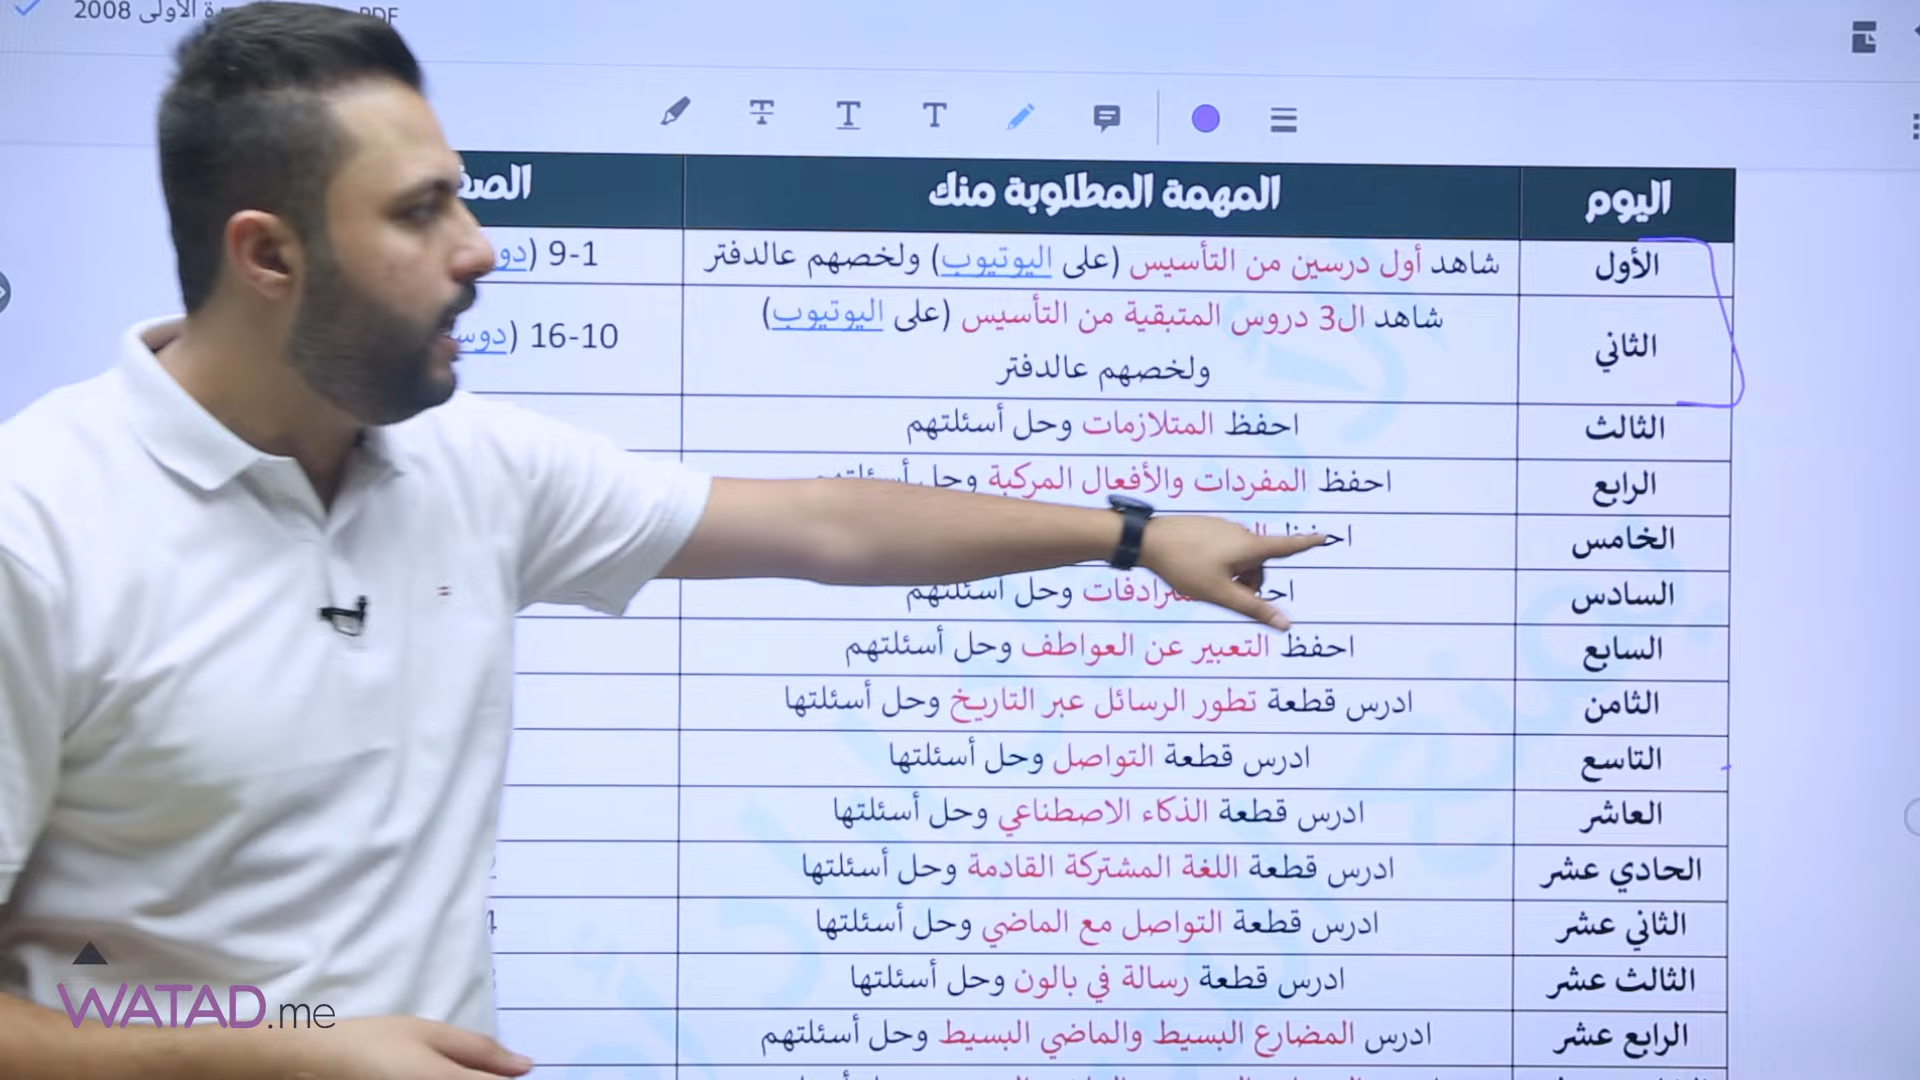 الأولى 2008
PDF
اليوم المهمة المطلوبة منك
الأول شاهد أول درسين من التأسيس (على اليوتيوب) ولخصهم عالدفتر 9-1
الثاني شاهد ال3 دروس المتبقية من التأسيس (على اليوتيوب) 16-10
ولخصهم عالدفتر
الثالث احفظ المتلازمات وحل أسئلتهم
الرابع احفظ المفردات والأفعال المركبة وحل أسئلتهم
الخامس احفظ
السادس وحل أسئلتهم
السابع احفظ التعبير عن العواطف وحل أسئلتهم
الثامن ادرس قطعة تطور الرسائل عبر التاريخ وحل أسئلتها
التاسع ادرس قطعة التواصل وحل أسئلتها
العاشر ادرس قطعة الذكاء الاصطناعي وحل أسئلتها
الحادي عشر ادرس قطعة اللغة المشتركة القادمة وحل أسئلتها
الثاني عشر ادرس قطعة التواصل مع الماضي وحل أسئلتها
الثالث عشر ادرس قطعة رسالة في بالون وحل أسئلتها
الرابع عشر ادرس المضارع البسيط والماضي البسيط وحل أسئلتهم
WATAD.me